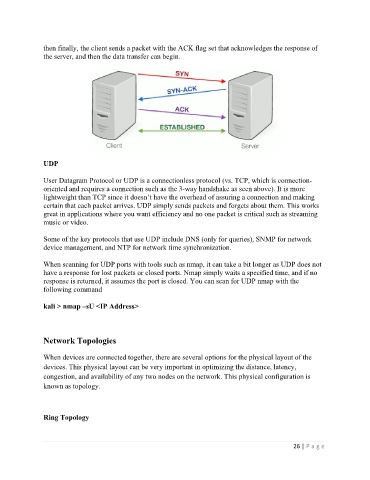 then finally, the client sends a packet with the ACK flag set that acknowledges the response of
the server, and then the data transfer can begin.
SYN
SYN-ACK
ACK
ESTABLISHED
Client
Server
UDP
User Datagram Protocol or UDP is a connectionless protocol (vs. TCP, which is connection-
oriented and requires a connection such as the 3-way handshake as seen above). It is more
lightweight than TCP since it doesn't have the overhead of assuring a connection and making
certain that each packet arrives. UDP simply sends packets and forgets about them. This works
great in applications where you want efficiency and no one packet is critical such as streaming
music or video.
Some of the key protocols that use UDP include DNS (only for queries), SNMP for network
device management, and NTP for network time synchronization.
When scanning for UDP ports with tools such as nmap, it can take a bit longer as UDP does not
have a response for lost packets or closed ports. Nmap simply waits a specified time, and if no
response is returned, it assumes the port is closed. You can scan for UDP nmap with the
following command
kali > nmap –sU <IP Address>
Network Topologies
When devices are connected together, there are several options for the physical layout of the
devices. This physical layout can be very important in optimizing the distance, latency,
congestion, and availability of any two nodes on the network. This physical configuration is
known as topology.
Ring Topology
26 | P a g e